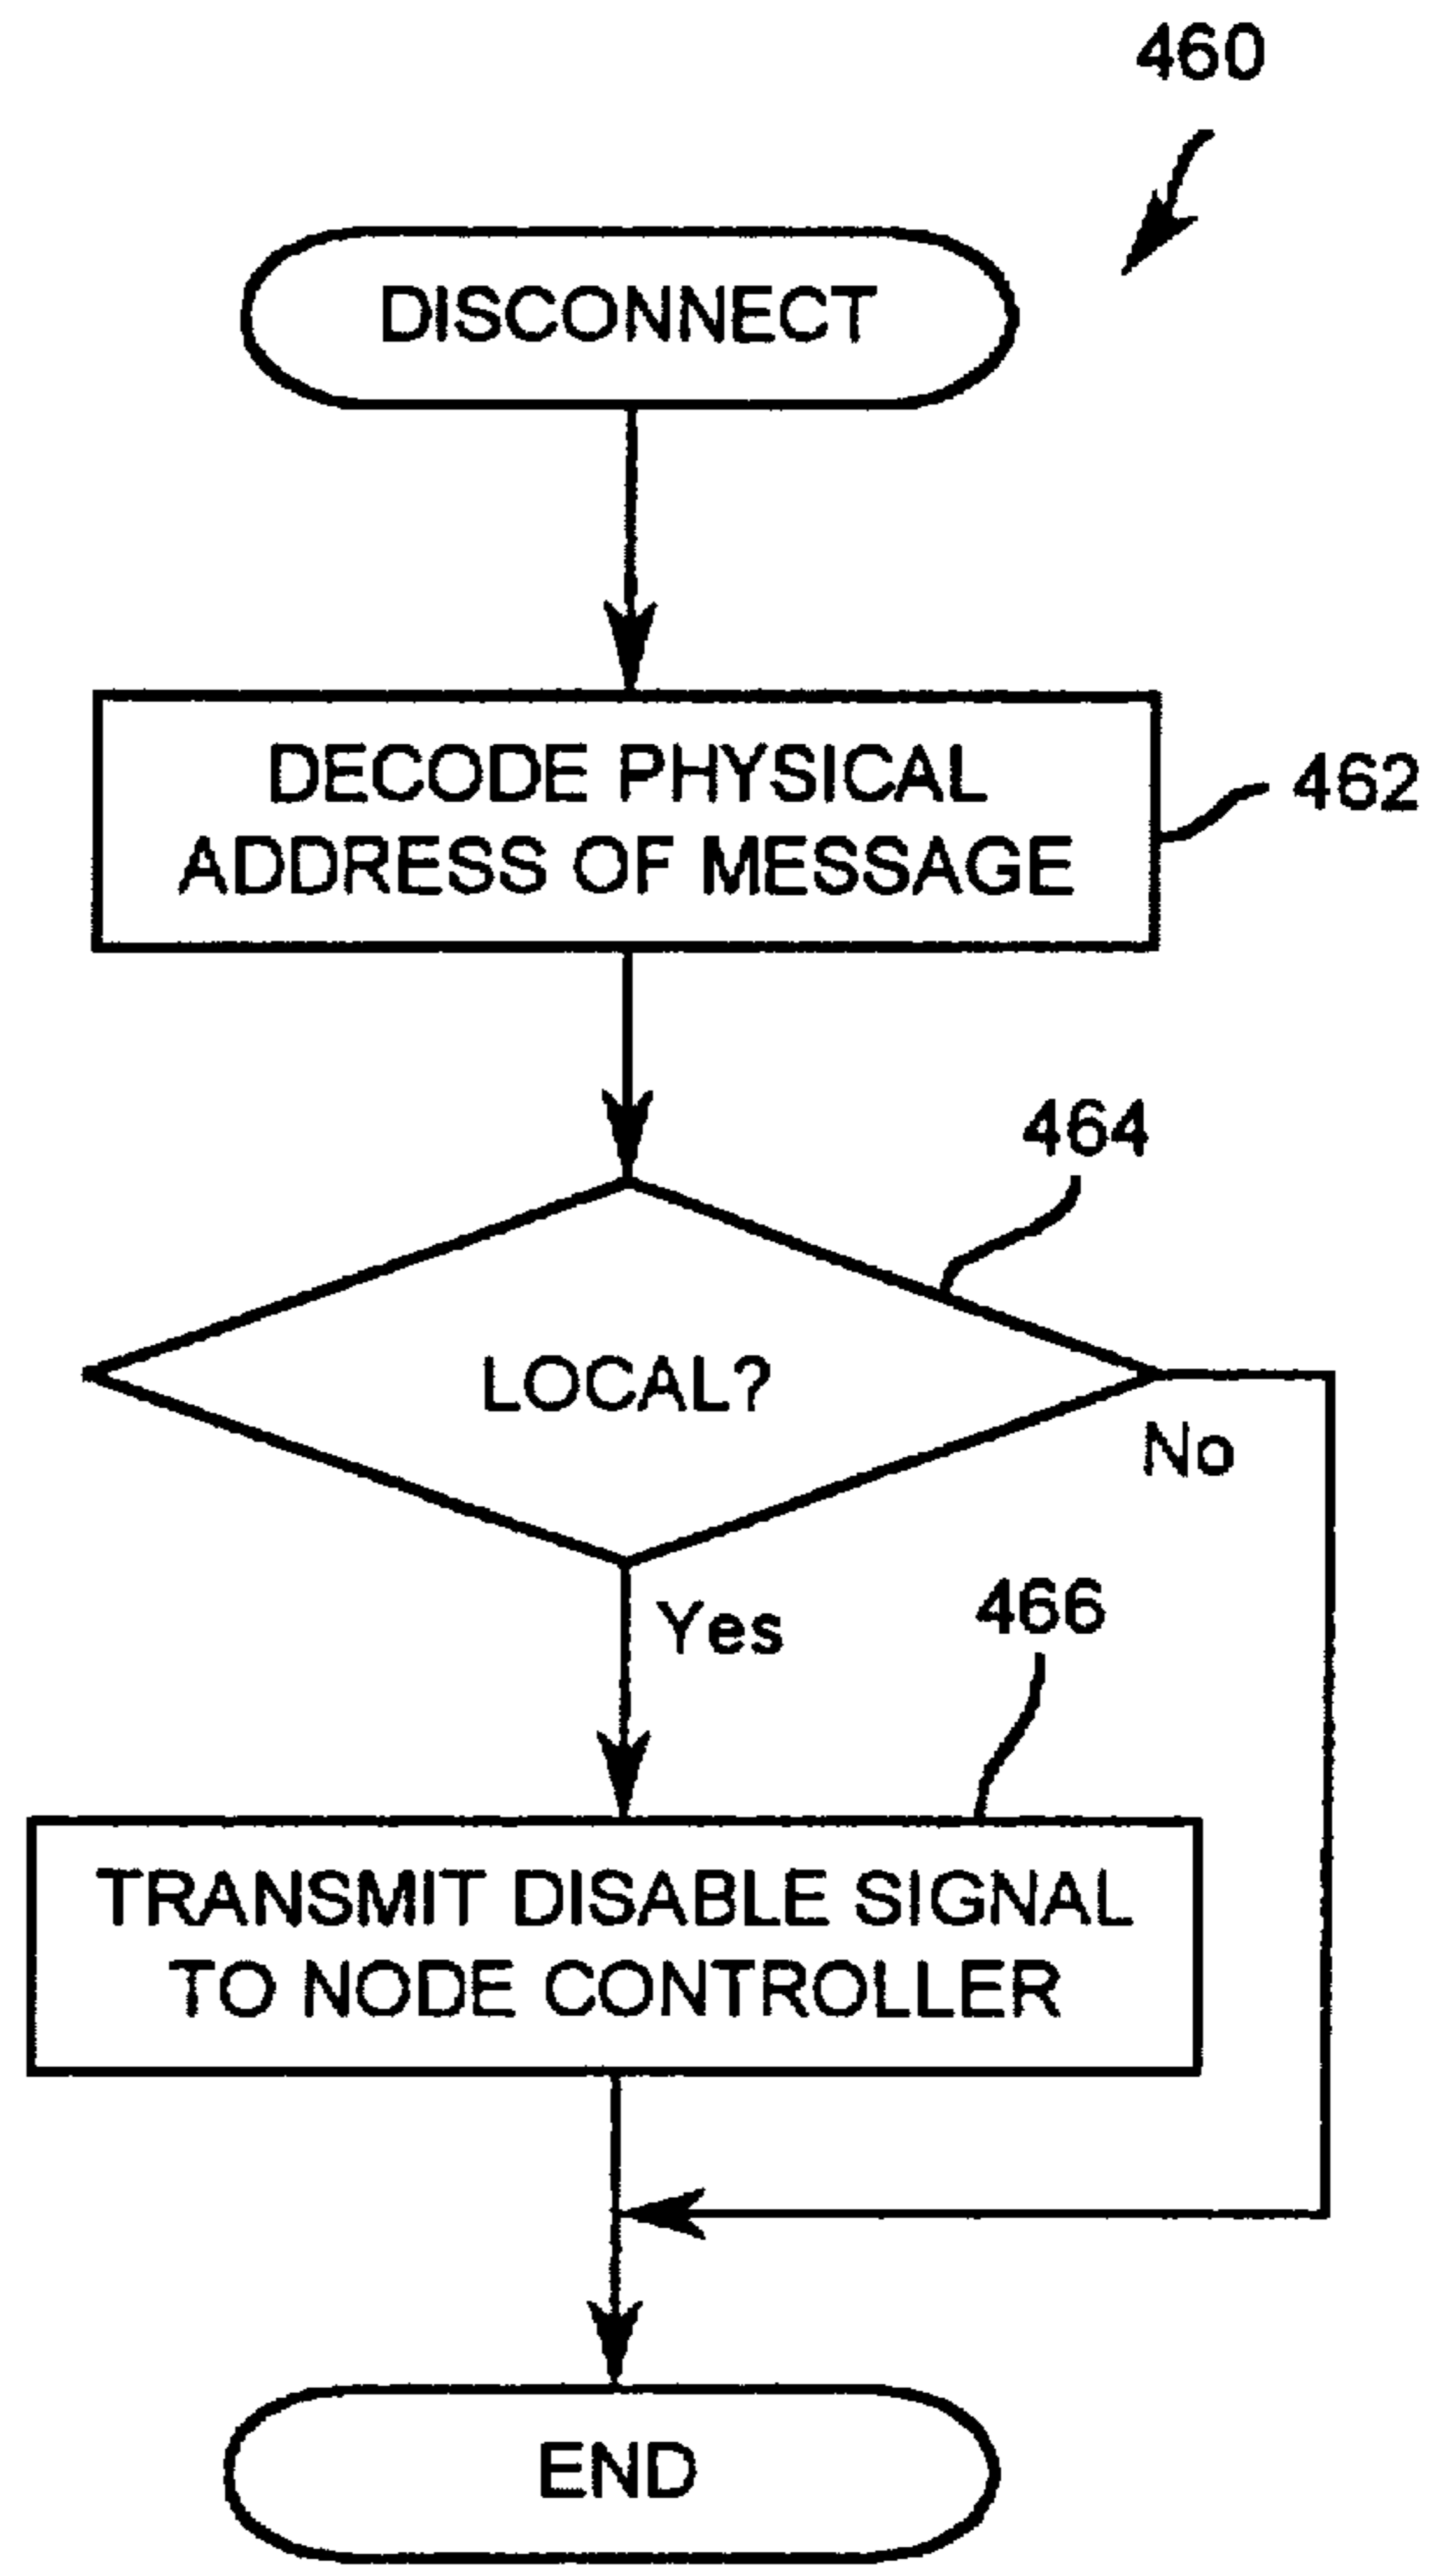 460
DISCONNECT
DECODE PHYSICAL
ADDRESS OF MESSAGE
462
464
LOCAL?
No
Yes
466
TRANSMIT DISABLE SIGNAL
TO NODE CONTROLLER
END